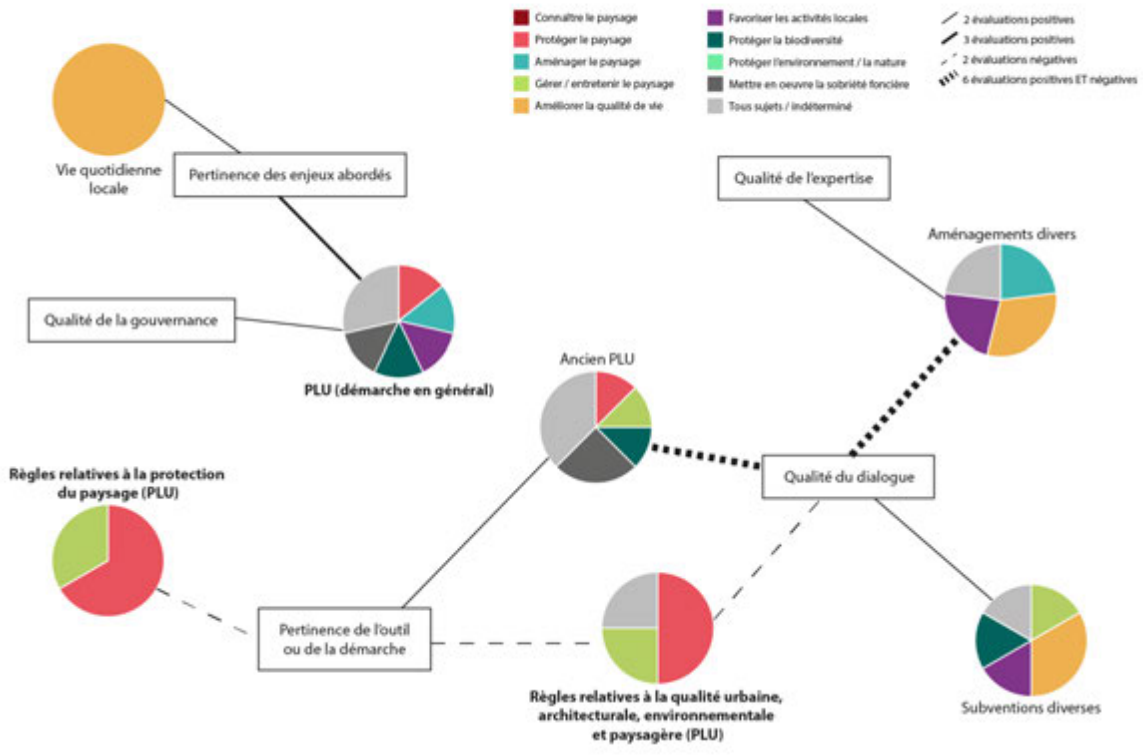 Connaître le paysage
Protéger le paysage
Aménager le paysage
Gérer / entretenir le paysage
Améliorer la qualité de vie
Favoriser les activités locales
Protéger la biodiversité
Protéger l'environnement / la nature
Mettre en oeuvre la sobriété foncière
Tous sujets / indéterminé
2 évaluations positives
3 évaluations positives
2 évaluations négatives
6 évaluations positives ET négatives
Vie quotidienne
locale
Pertinence des enjeux abordés
Qualité de l'expertise
Aménagements divers
Qualité de la gouvernance
PLU (démarche en général)
Ancien PLU
Règles relatives à la protection
du paysage (PLU)
Qualité du dialogue
Pertinence de l'outil
ou de la démarche
Règles relatives à la qualité urbaine,
architecturale, environnementale
et paysagère (PLU)
Subventions diverses